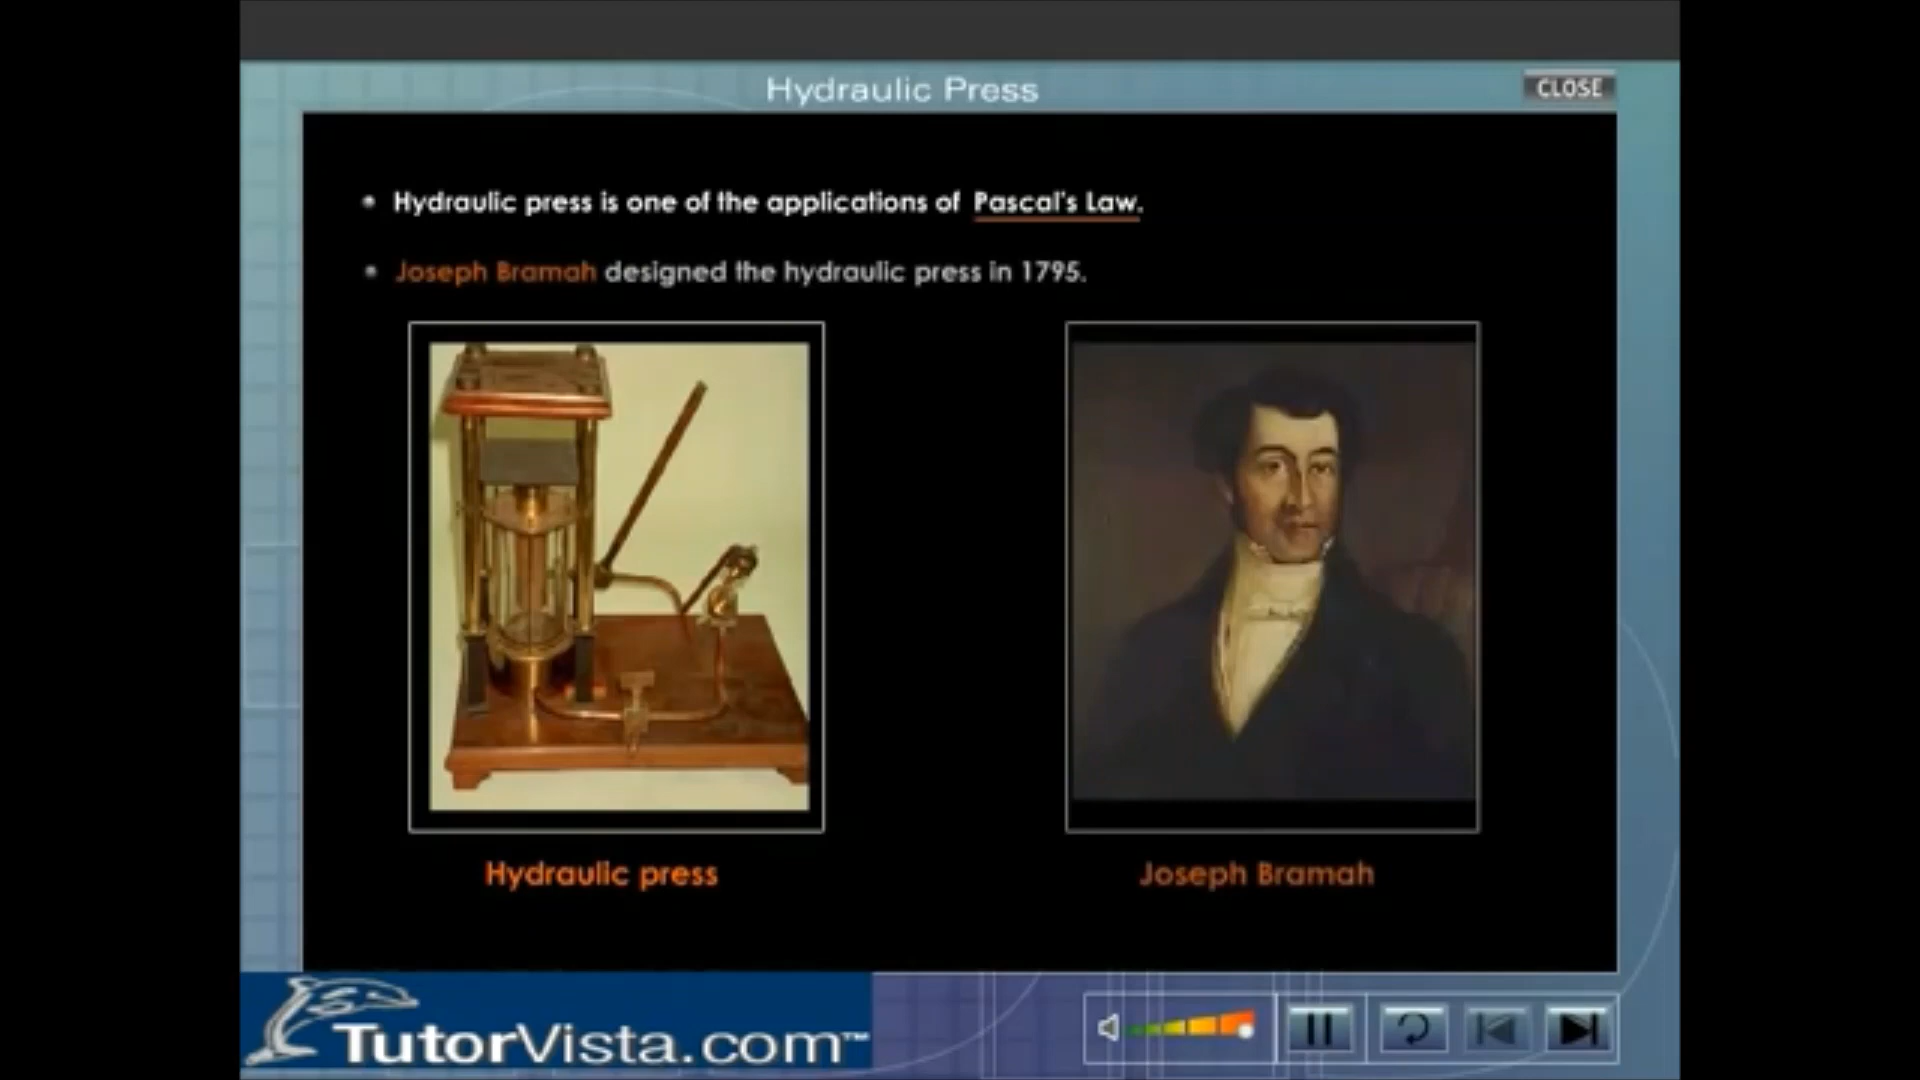 Hydraulic Press
CLOSE
• Hydraulic press is one of the applications of Pascal's Law.
• Joseph Bramah designed the hydraulic press in 1795.
Hydraulic press
Joseph Bramah
TutorVista.com™